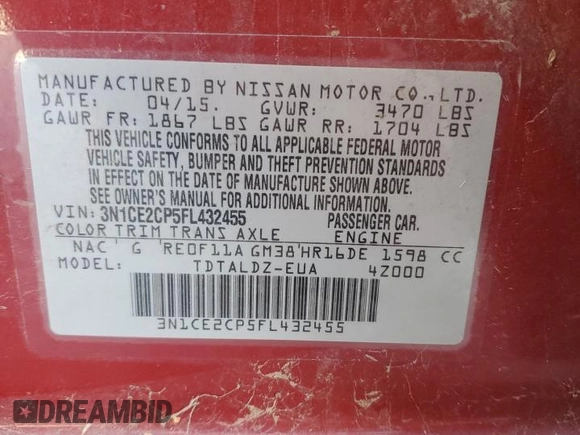 MANUFACTURED BY NISSAN MOTOR CO.,LTD.
DATE: 04/15. GVWR: 3470 LBS
GAWR FR: 1867 LBS GAWR RR: 1704 LBS
THIS VEHICLE CONFORMS TO ALL APPLICABLE FEDERAL MOTOR
VEHICLE SAFETY, BUMPER AND THEFT PREVENTION STANDARDS
IN EFFECT ON THE DATE OF MANUFACTURE SHOWN ABOVE.
SEE OWNER'S MANUAL FOR ADDITIONAL INFORMATION.
VIN: 3N1CE2CP5FL432455 PASSENGER CAR.
COLOR TRIM TRANS AXLE ENGINE
NAC G RE0F11A GM38 HR16DE 1598 CC
MODEL: TDTALDZ-EUA 4Z000
3N1CE2CP5FL432455
DREAMBID